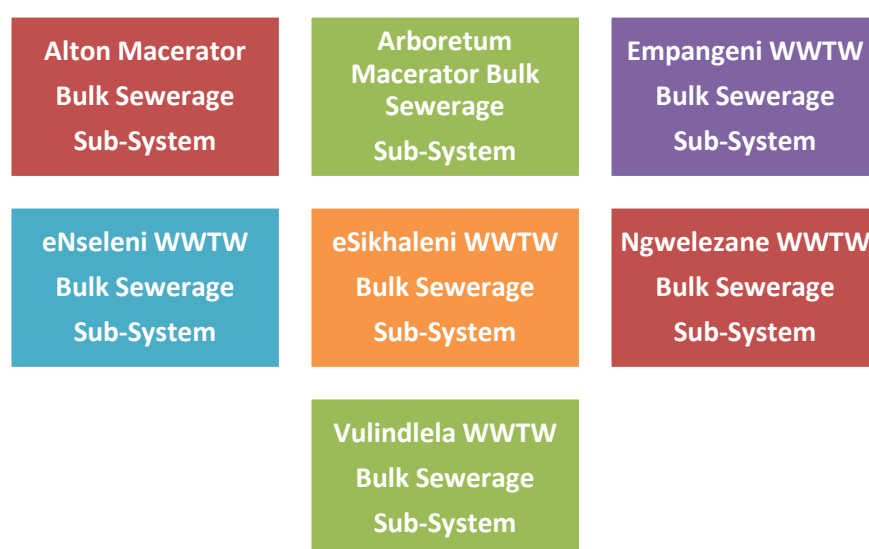 Alton Macerator
Bulk Sewerage
Sub-System
Arboretum
Macerator Bulk
Sewerage
Sub-System
Empangeni WWTW
Bulk Sewerage
Sub-System
eNseleni WWTW
Bulk Sewerage
Sub-System
eSikhaleni WWTW
Bulk Sewerage
Sub-System
Ngwelezane WWTW
Bulk Sewerage
Sub-System
Vulindlela WWTW
Bulk Sewerage
Sub-System